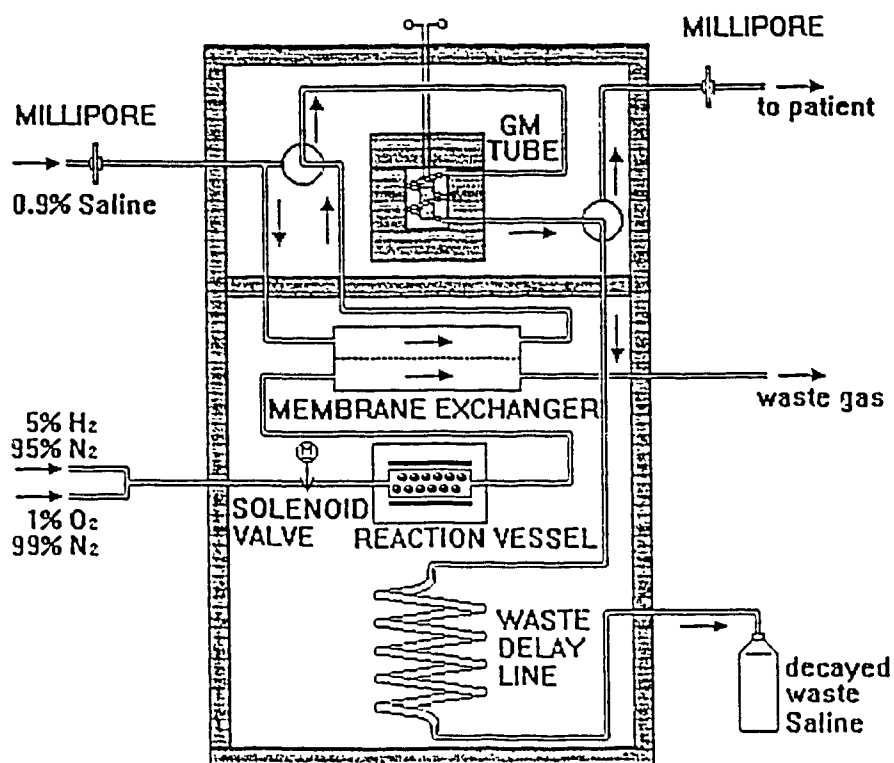 MILLIPORE
to patient
GM
TUBE
MILLIPORE
0.9% Saline
MEMBRANE EXCHANGER
waste gas
5% H₂
95% N₂
1% O₂
99% N₂
M
SOLENOID
VALVE
REACTION VESSEL
WASTE
DELAY
LINE
decayed
waste
Saline